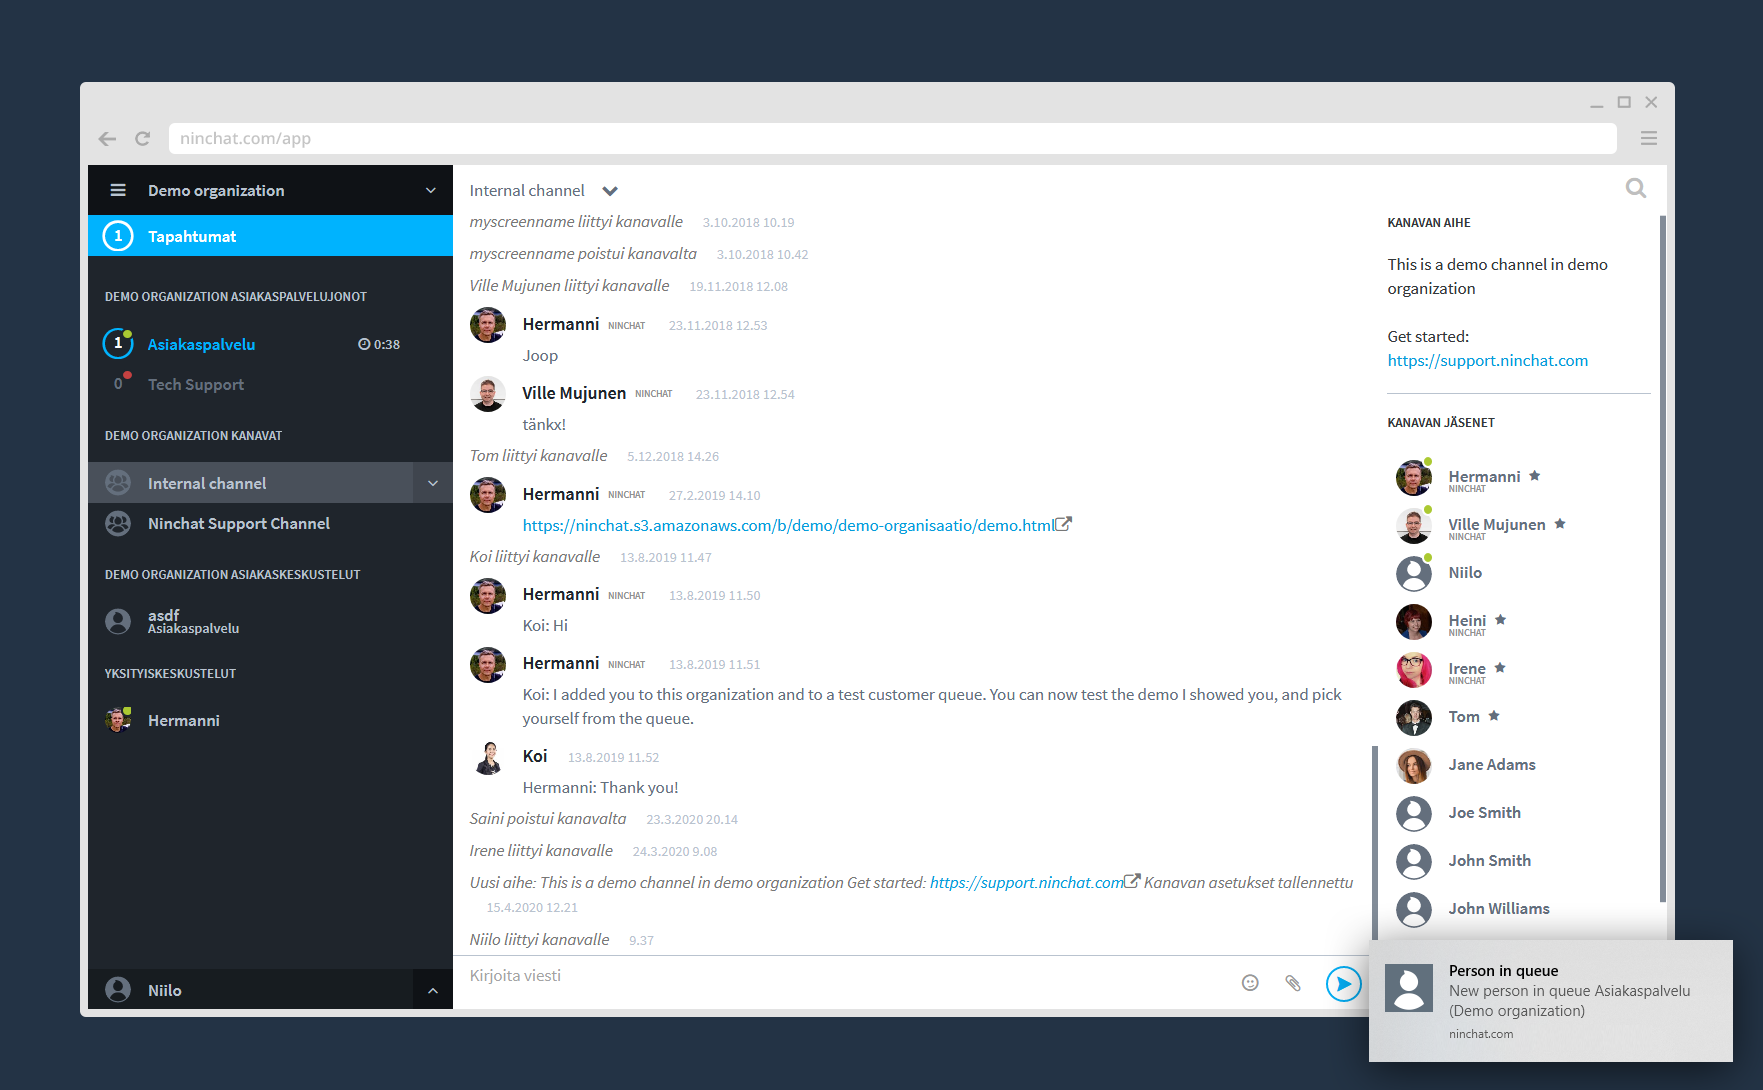 ninchat.com/app
Demo organization
1 Tapahtumat
DEMO ORGANIZATION ASIAKASPALVELUJONOT
1 Asiakaspalvelu 0:38
0 Tech Support
DEMO ORGANIZATION KANAVAT
Internal channel
Ninchat Support Channel
DEMO ORGANIZATION ASIAKASKESKUSTELUT
asdf
Asiakaspalvelu
YKSITYISKESKUSTELUT
Hermanni
Niilo
Internal channel
myscreenname liittyi kanavalle 3.10.2018 10.19
myscreenname poistui kanavalta 3.10.2018 10.42
Ville Mujunen liittyi kanavalle 19.11.2018 12.08
Hermanni NINCHAT 23.11.2018 12.53
Joop
Ville Mujunen NINCHAT 23.11.2018 12.54
tänkx!
Tom liittyi kanavalle 5.12.2018 14.26
Hermanni NINCHAT 27.2.2019 14.10
https://ninchat.s3.amazonaws.com/b/demo/demo-organisaatio/demo.html
Koi liittyi kanavalle 13.8.2019 11.47
Hermanni NINCHAT 13.8.2019 11.50
Koi: Hi
Hermanni NINCHAT 13.8.2019 11.51
Koi: I added you to this organization and to a test customer queue. You can now test the demo I showed you, and pick
yourself from the queue.
Koi 13.8.2019 11.52
Hermanni: Thank you!
Saini poistui kanavalta 23.3.2020 20.14
Irene liittyi kanavalle 24.3.2020 9.08
Uusi aihe: This is a demo channel in demo organization Get started: https://support.ninchat.com Kanavan asetukset tallennettu
15.4.2020 12.21
Niilo liittyi kanavalle 9.37
Kirjoita viesti
KANAVAN AIHE
This is a demo channel in demo
organization
Get started:
https://support.ninchat.com
KANAVAN JÄSENET
Hermanni
NINCHAT
Ville Mujunen
NINCHAT
Niilo
Heini
NINCHAT
Irene
NINCHAT
Tom
Jane Adams
Joe Smith
John Smith
John Williams
Person in queue
New person in queue Asiakaspalvelu
(Demo organization)
ninchat.com